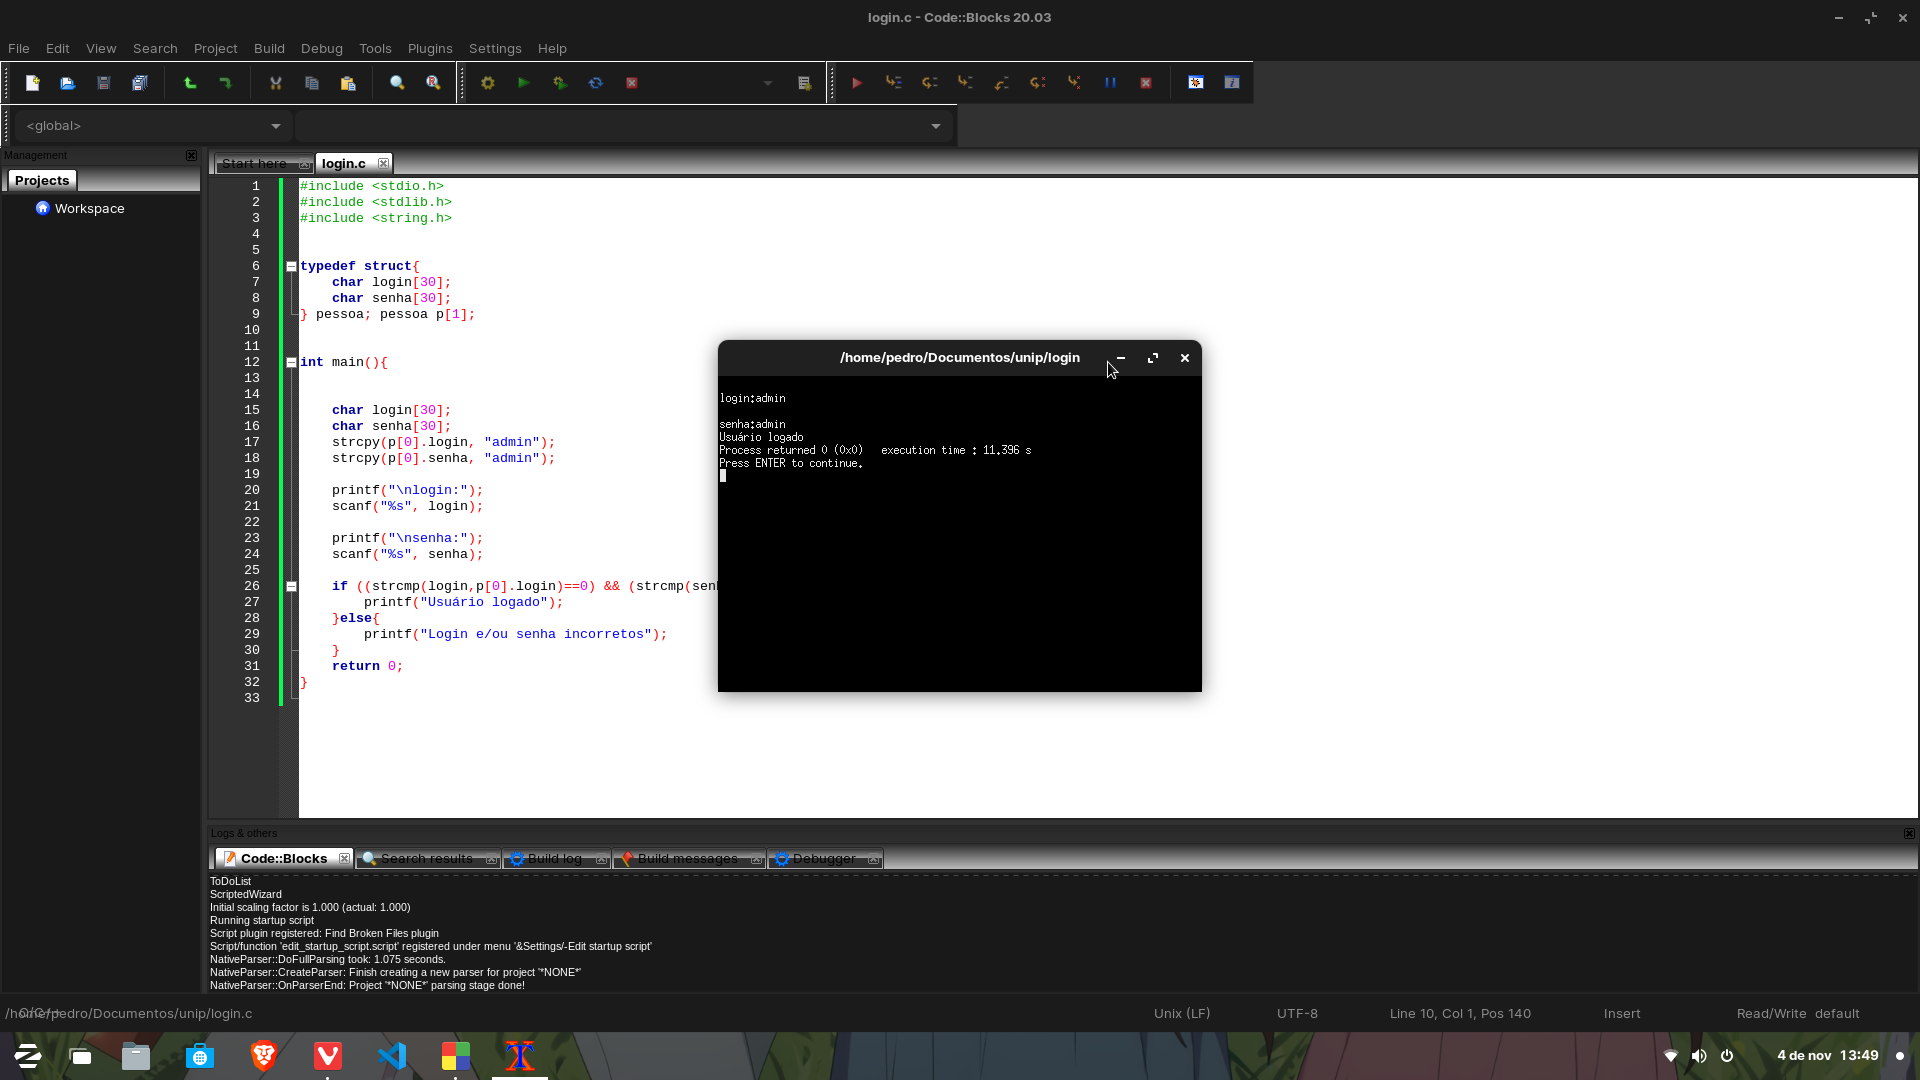 login.c - Code::Blocks 20.03
File Edit View Search Project Build Debug Tools Plugins Settings Help
<global>
Management
Projects
Workspace
Start here login.c
1 #include <stdio.h>
2 #include <stdlib.h>
3 #include <string.h>
4
5
6 typedef struct{
7 char login[30];
8 char senha[30];
9 } pessoa; pessoa p[1];
10
11
12 int main(){
13
14
15 char login[30];
16 char senha[30];
17 strcpy(p[0].login, "admin");
18 strcpy(p[0].senha, "admin");
19
20 printf("\nlogin:");
21 scanf("%s", login);
22
23 printf("\nsenha:");
24 scanf("%s", senha);
25
26 if ((strcmp(login,p[0].login)==0) && (strcmp(sen
27 printf("Usuário logado");
28 }else{
29 printf("Login e/ou senha incorretos");
30 }
31 return 0;
32 }
33
/home/pedro/Documentos/unip/login
login:admin
senha:admin
Usuário logado
Process returned 0 (0x0) execution time : 11.396 s
Press ENTER to continue.
Logs & others
Code::Blocks Search results Build log Build messages Debugger
ToDoList
ScriptedWizard
Initial scaling factor is 1.000 (actual: 1.000)
Running startup script
Script plugin registered: Find Broken Files plugin
Script/function 'edit_startup_script.script' registered under menu '&Settings/-Edit startup script'
NativeParser::DoFullParsing took: 1.075 seconds.
NativeParser::CreateParser: Finish creating a new parser for project '*NONE*'
NativeParser::OnParserEnd: Project '*NONE*' parsing stage done!
/home/pedro/Documentos/unip/login.c C/C++ Unix (LF) UTF-8 Line 10, Col 1, Pos 140 Insert Read/Write default
4 de nov 13:49